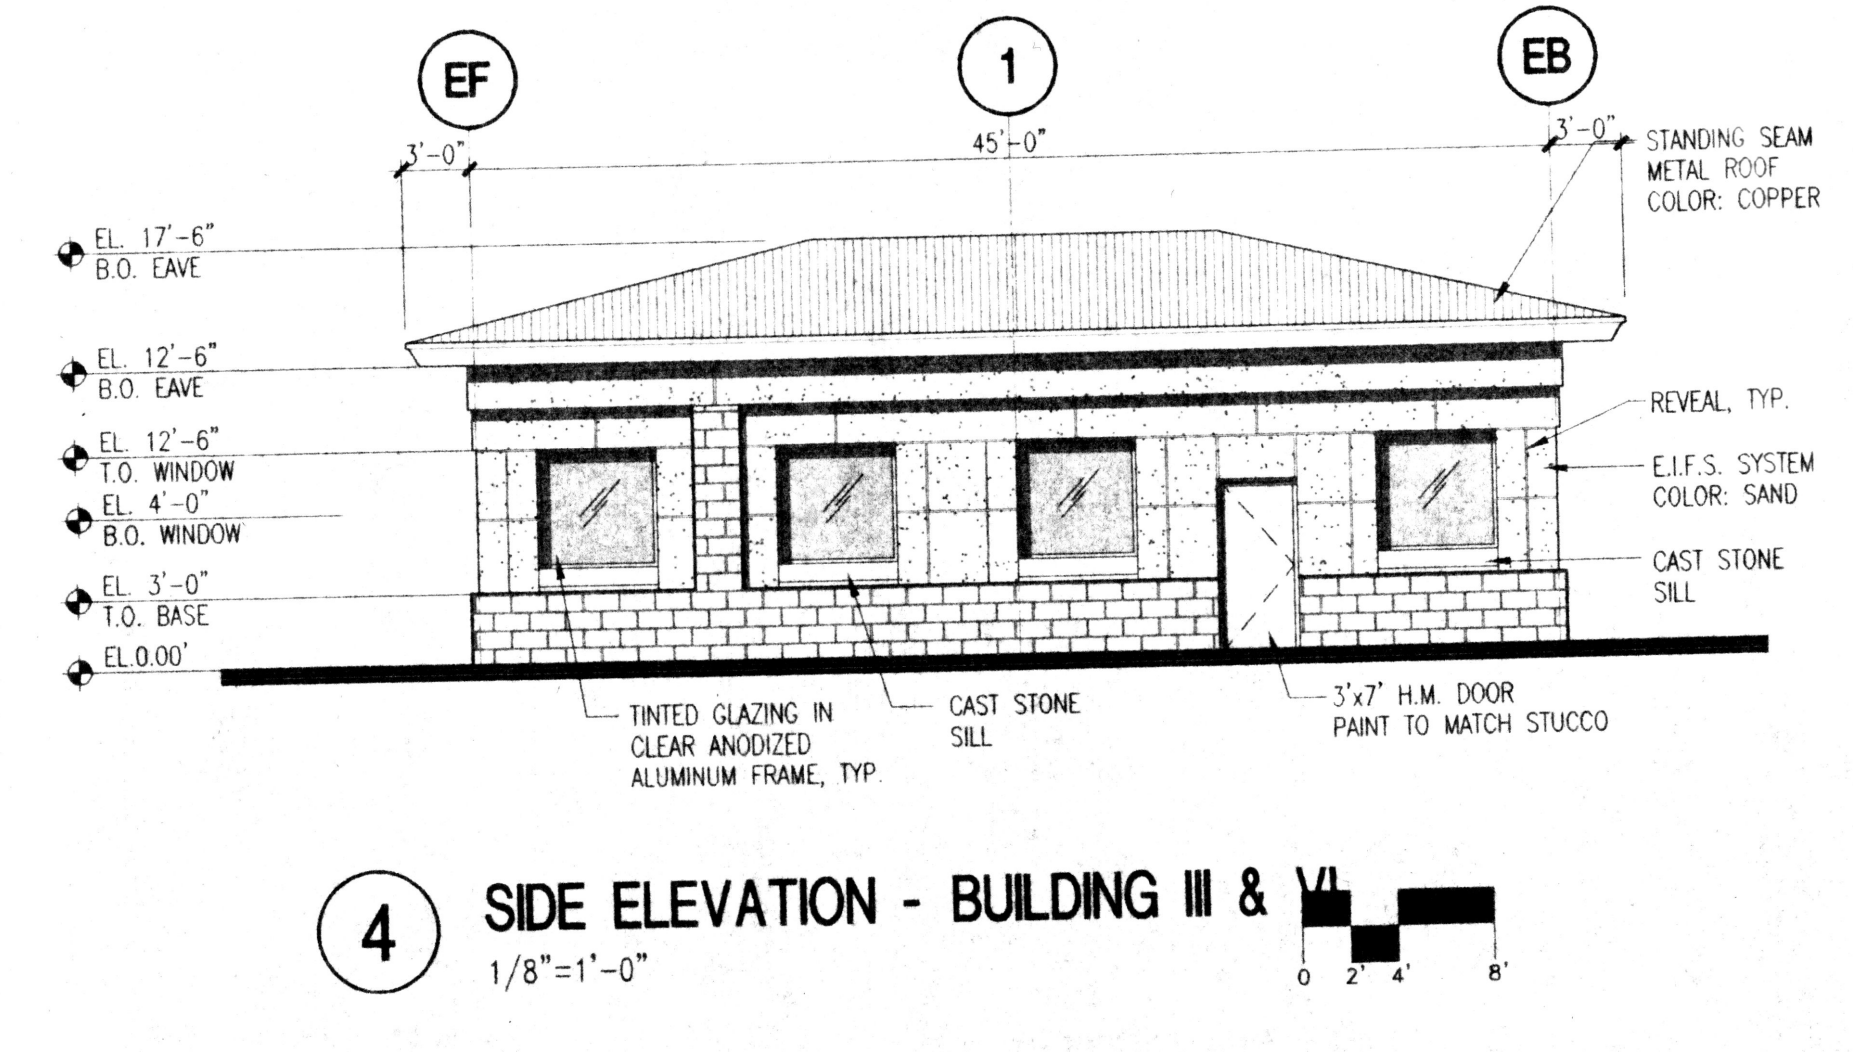 EF
1
EB
3'-0"
45'-0"
3'-0"
STANDING SEAM
METAL ROOF
COLOR: COPPER
EL. 17'-6"
B.O. EAVE
EL. 12'-6"
B.O. EAVE
EL. 12'-6"
T.O. WINDOW
EL. 4'-0"
B.O. WINDOW
EL. 3'-0"
T.O. BASE
EL.0.00'
REVEAL, TYP.
E.I.F.S. SYSTEM
COLOR: SAND
CAST STONE
SILL
TINTED GLAZING IN
CLEAR ANODIZED
ALUMINUM FRAME, TYP.
CAST STONE
SILL
3'x7' H.M. DOOR
PAINT TO MATCH STUCCO
4
SIDE ELEVATION - BUILDING III & VI
1/8"=1'-0"
0 2' 4' 8'